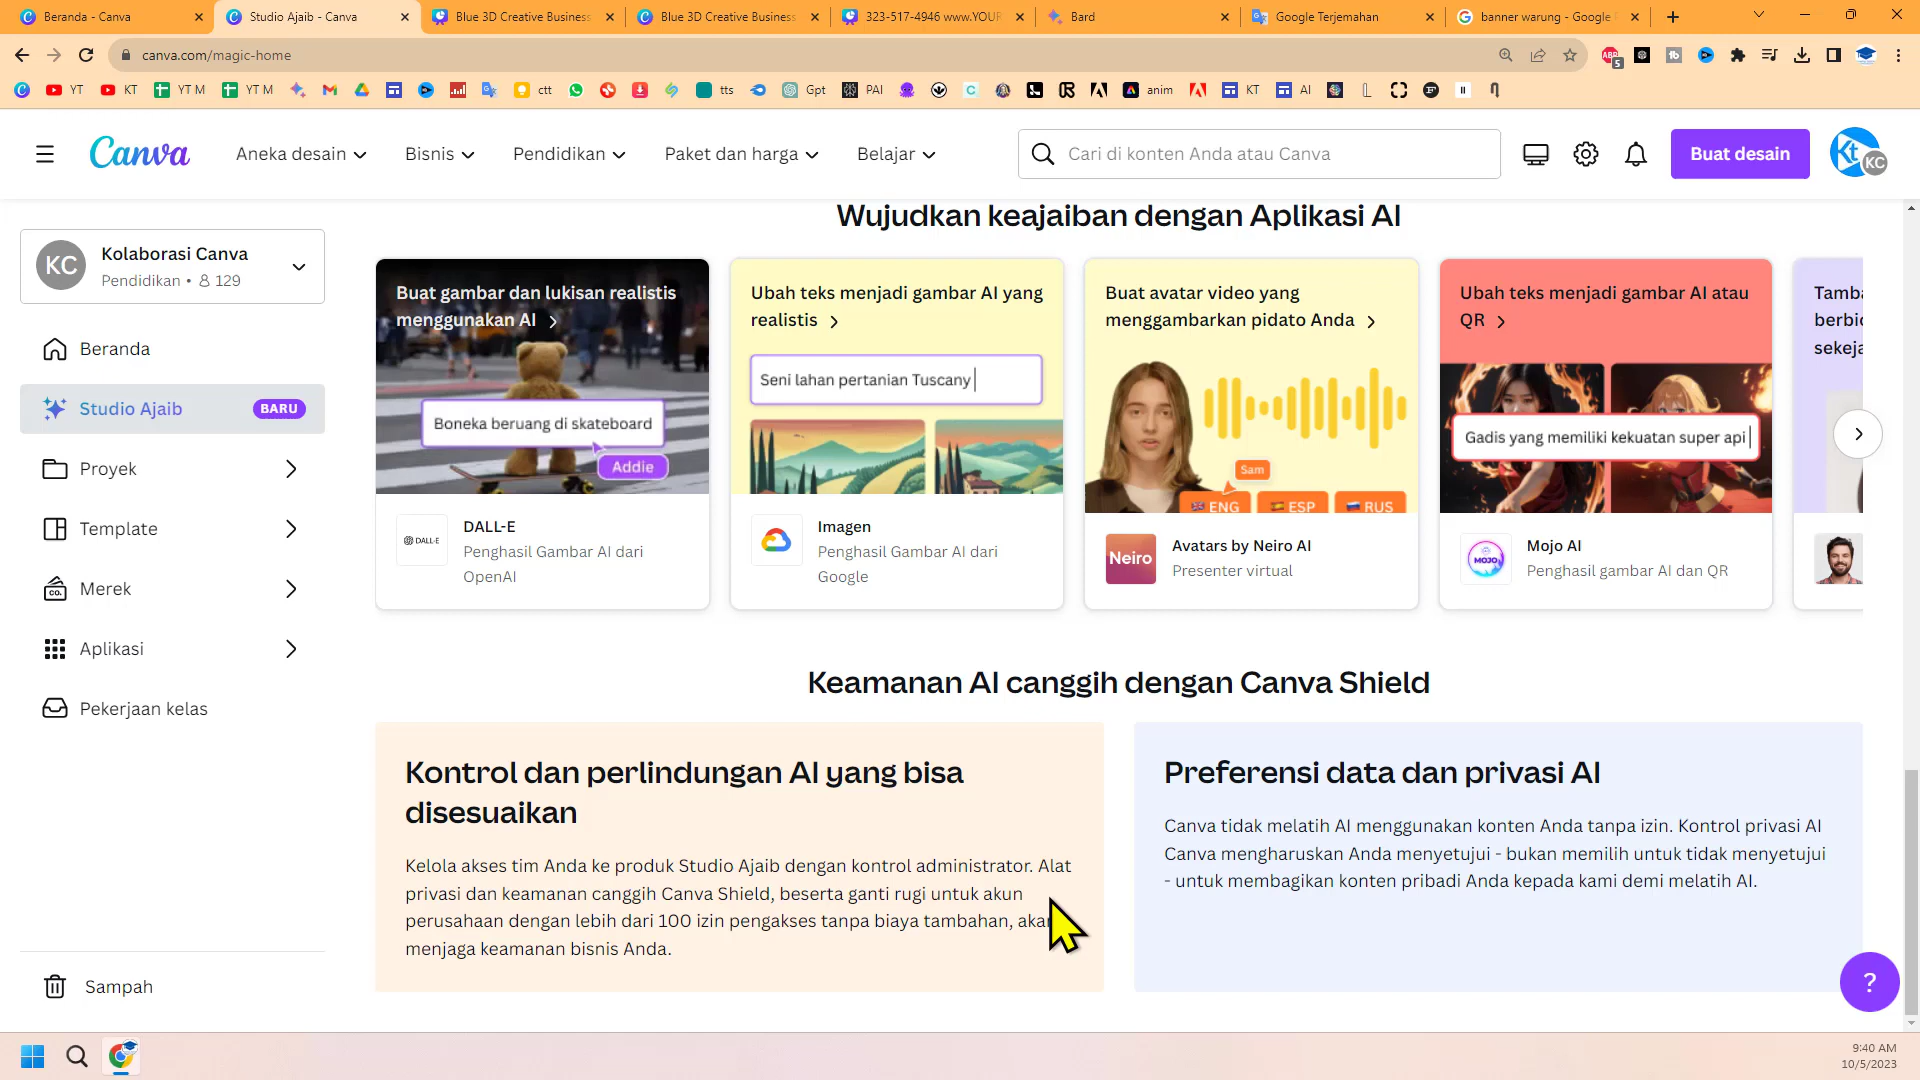 Beranda - Canva
Studio Ajaib - Canva
Blue 3D Creative Business
Blue 3D Creative Business
323-517-4946 www.YOUR
Bard
Google Terjemahan
banner warung - Google
canva.com/magic-home
YT
KT
YT M
YT M
ctt
tts
Gpt
PAI
anim
KT
AI
Canva
Aneka desain
Bisnis
Pendidikan
Paket dan harga
Belajar
Cari di konten Anda atau Canva
Buat desain
Kt
KC
KC
Kolaborasi Canva
Pendidikan • 129
Beranda
Studio Ajaib
BARU
Proyek
Template
Merek
Aplikasi
Pekerjaan kelas
Sampah
Wujudkan keajaiban dengan Aplikasi AI
Buat gambar dan lukisan realistis
menggunakan AI
Boneka beruang di skateboard
Addie
DALL-E
DALL-E
Penghasil Gambar AI dari
OpenAI
Ubah teks menjadi gambar AI yang
realistis
Seni lahan pertanian Tuscany
Imagen
Penghasil Gambar AI dari
Google
Buat avatar video yang
menggambarkan pidato Anda
Sam
ENG
ESP
RUS
Neiro
Avatars by Neiro AI
Presenter virtual
Ubah teks menjadi gambar AI atau
QR
Gadis yang memiliki kekuatan super api
MOJO
Mojo AI
Penghasil gambar AI dan QR
Keamanan AI canggih dengan Canva Shield
Kontrol dan perlindungan AI yang bisa
disesuaikan
Kelola akses tim Anda ke produk Studio Ajaib dengan kontrol administrator. Alat
privasi dan keamanan canggih Canva Shield, beserta ganti rugi untuk akun
perusahaan dengan lebih dari 100 izin pengakses tanpa biaya tambahan, akan
menjaga keamanan bisnis Anda.
Preferensi data dan privasi AI
Canva tidak melatih AI menggunakan konten Anda tanpa izin. Kontrol privasi AI
Canva mengharuskan Anda menyetujui - bukan memilih untuk tidak menyetujui
- untuk membagikan konten pribadi Anda kepada kami demi melatih AI.
?
9:40 AM
10/5/2023